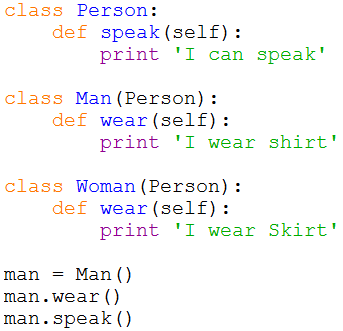 class Person:
    def speak(self):
        print 'I can speak'

class Man(Person):
    def wear(self):
        print 'I wear shirt'

class Woman(Person):
    def wear(self):
        print 'I wear Skirt'

man = Man()
man.wear()
man.speak()